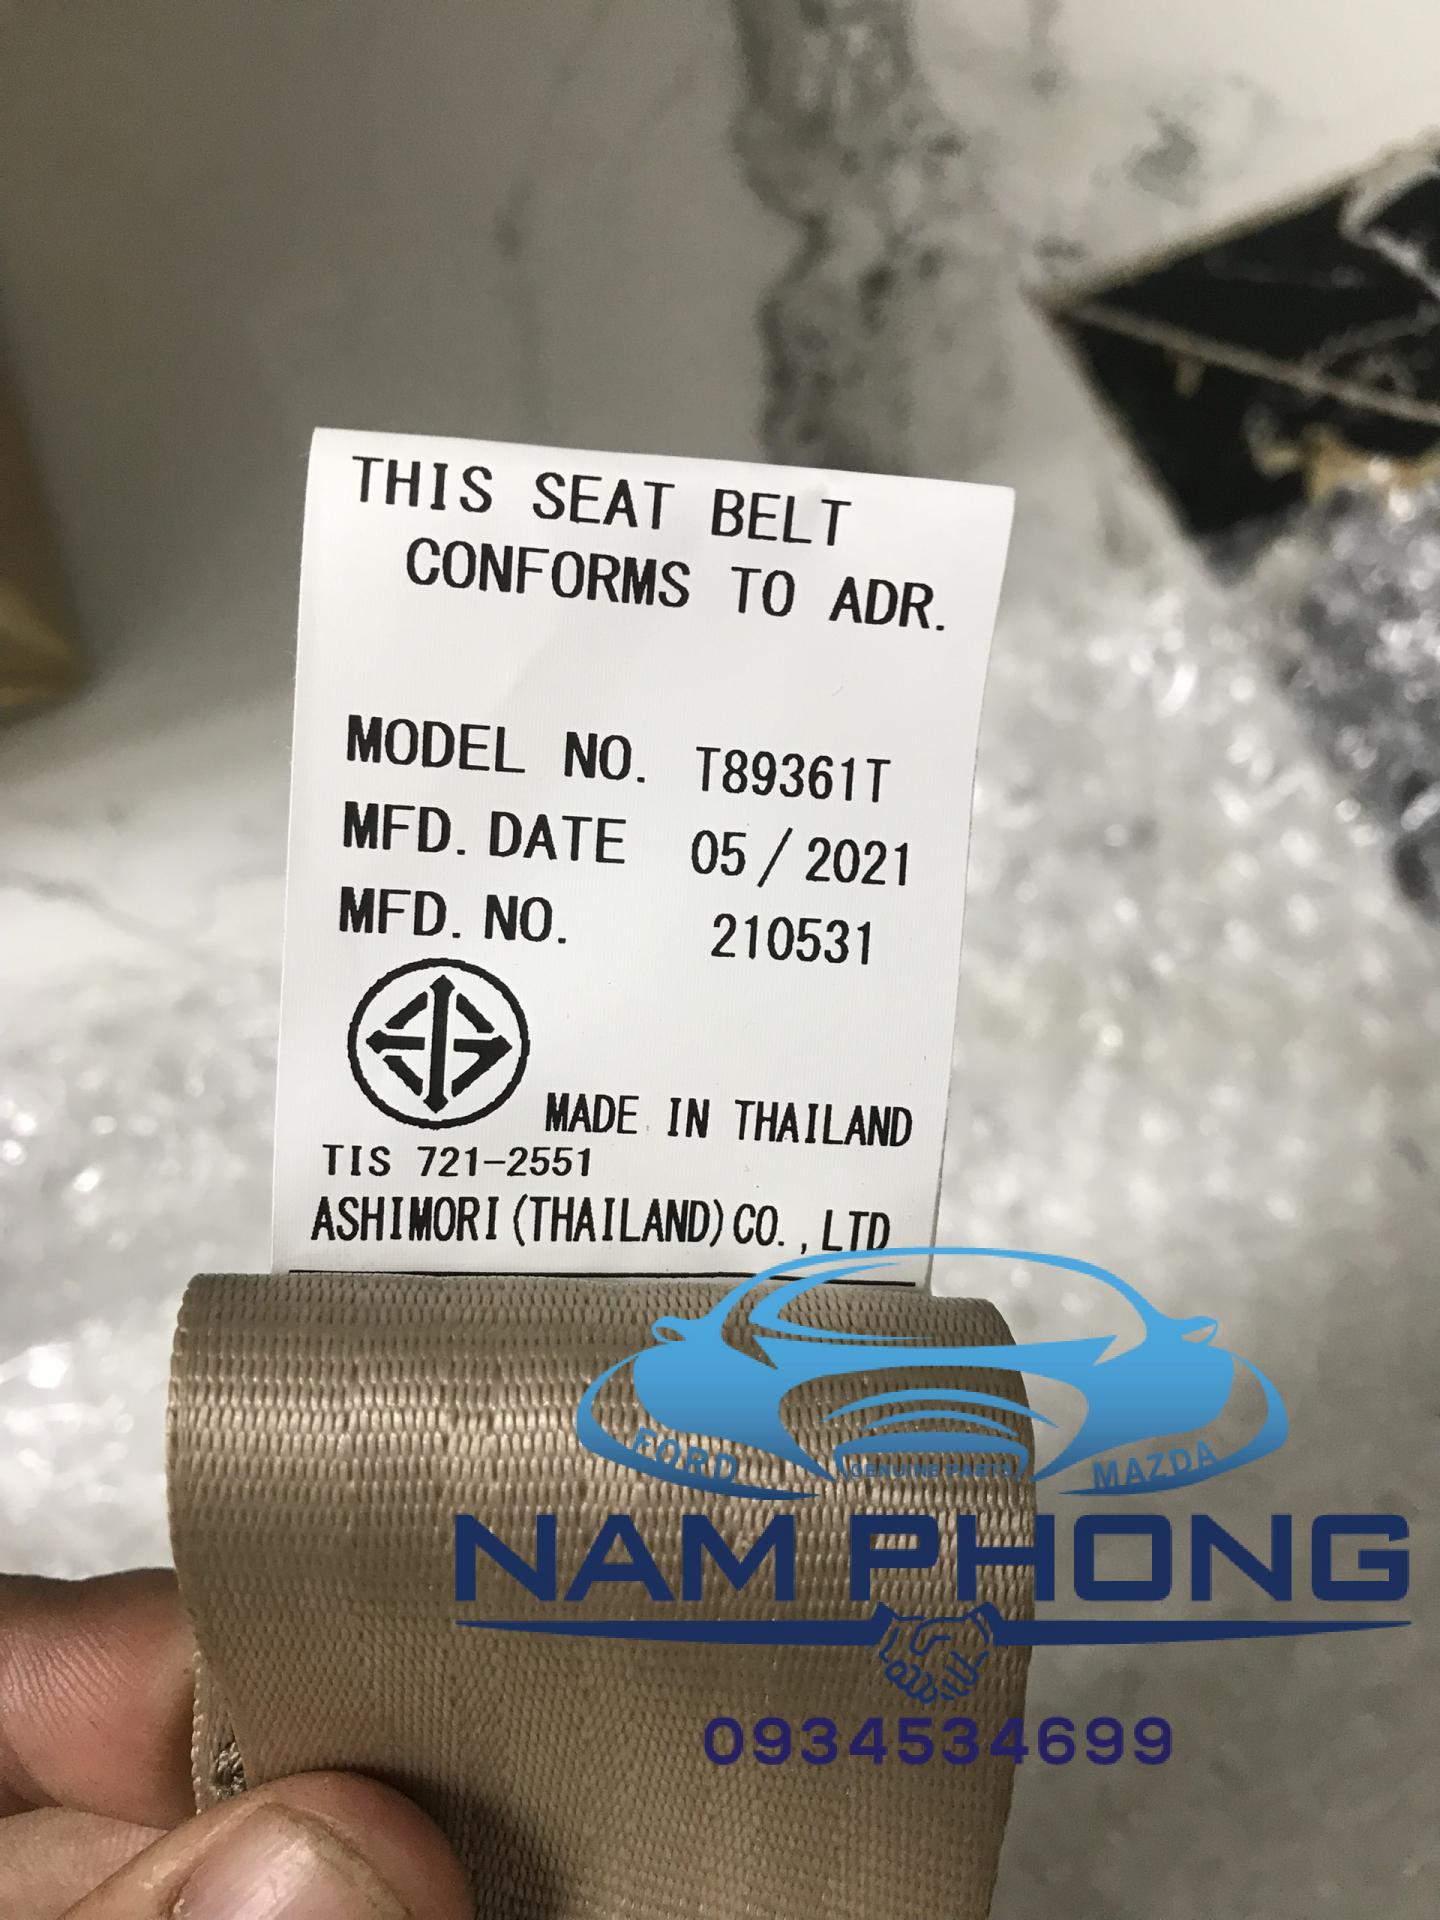 THIS SEAT BELT
CONFORMS TO ADR.
MODEL NO. T89361T
MFD. DATE 05/2021
MFD. NO. 210531
MADE IN THAILAND
TIS 721-2551
ASHIMORI(THAILAND)CO.,LTD
FORD GENUINE PARTS MAZDA
NAM PHONG
0934534699